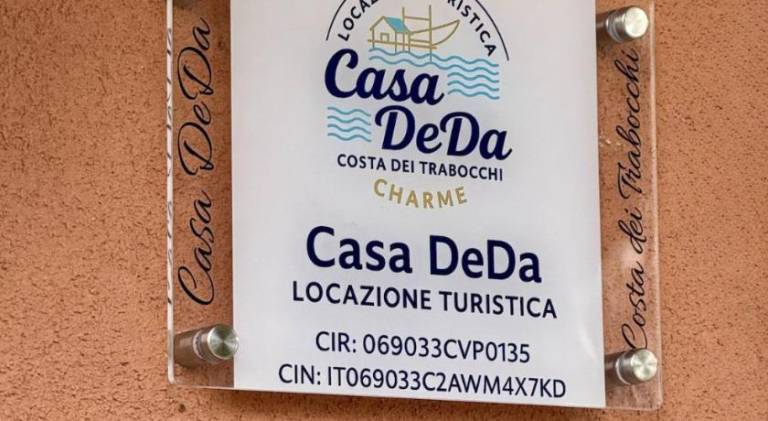 LOCAZIONE TURISTICA
Casa
DeDa
COSTA DEI TRABOCCHI
CHARME
Casa DeDa
LOCAZIONE TURISTICA
CIR: 069033CVP0135
CIN: IT069033C2AWM4X7KD
Casa DeDa
Costa dei Trabocchi